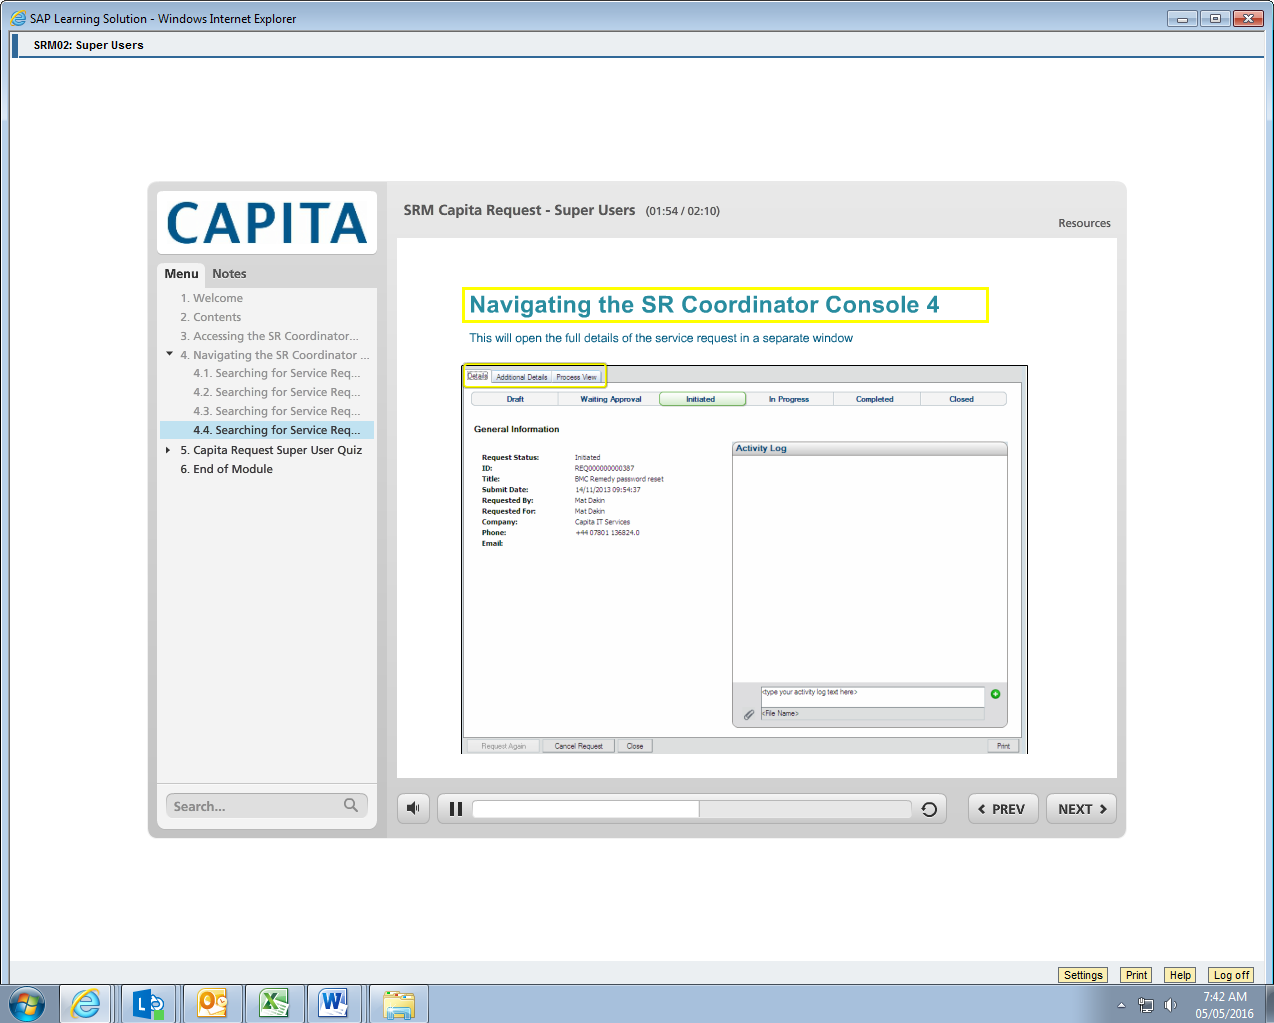 SAP Learning Solution - Windows Internet Explorer
SRM02: Super Users
CAPITA
SRM Capita Request - Super Users (01:54 / 02:10)
Resources
Menu Notes
1. Welcome
2. Contents
3. Accessing the SR Coordinator...
4. Navigating the SR Coordinator ...
4.1. Searching for Service Req...
4.2. Searching for Service Req...
4.3. Searching for Service Req...
4.4. Searching for Service Req...
5. Capita Request Super User Quiz
6. End of Module
Search...
Navigating the SR Coordinator Console 4
This will open the full details of the service request in a separate window
Details Additional Details Process View
Draft Waiting Approval Initiated In Progress Completed Closed
General Information
Request Status: Initiated
ID: REQ000000000387
Title: BMC Remedy password reset
Submit Date: 14/11/2013 09:54:37
Requested By: Mat Dakin
Requested For: Mat Dakin
Company: Capita IT Services
Phone: +44 07801 136824.0
Email:
Activity Log
<type your activity log text here>
<File Name>
Request Again Cancel Request Close Print
PREV NEXT
Settings Print Help Log off
7:42 AM
05/05/2016